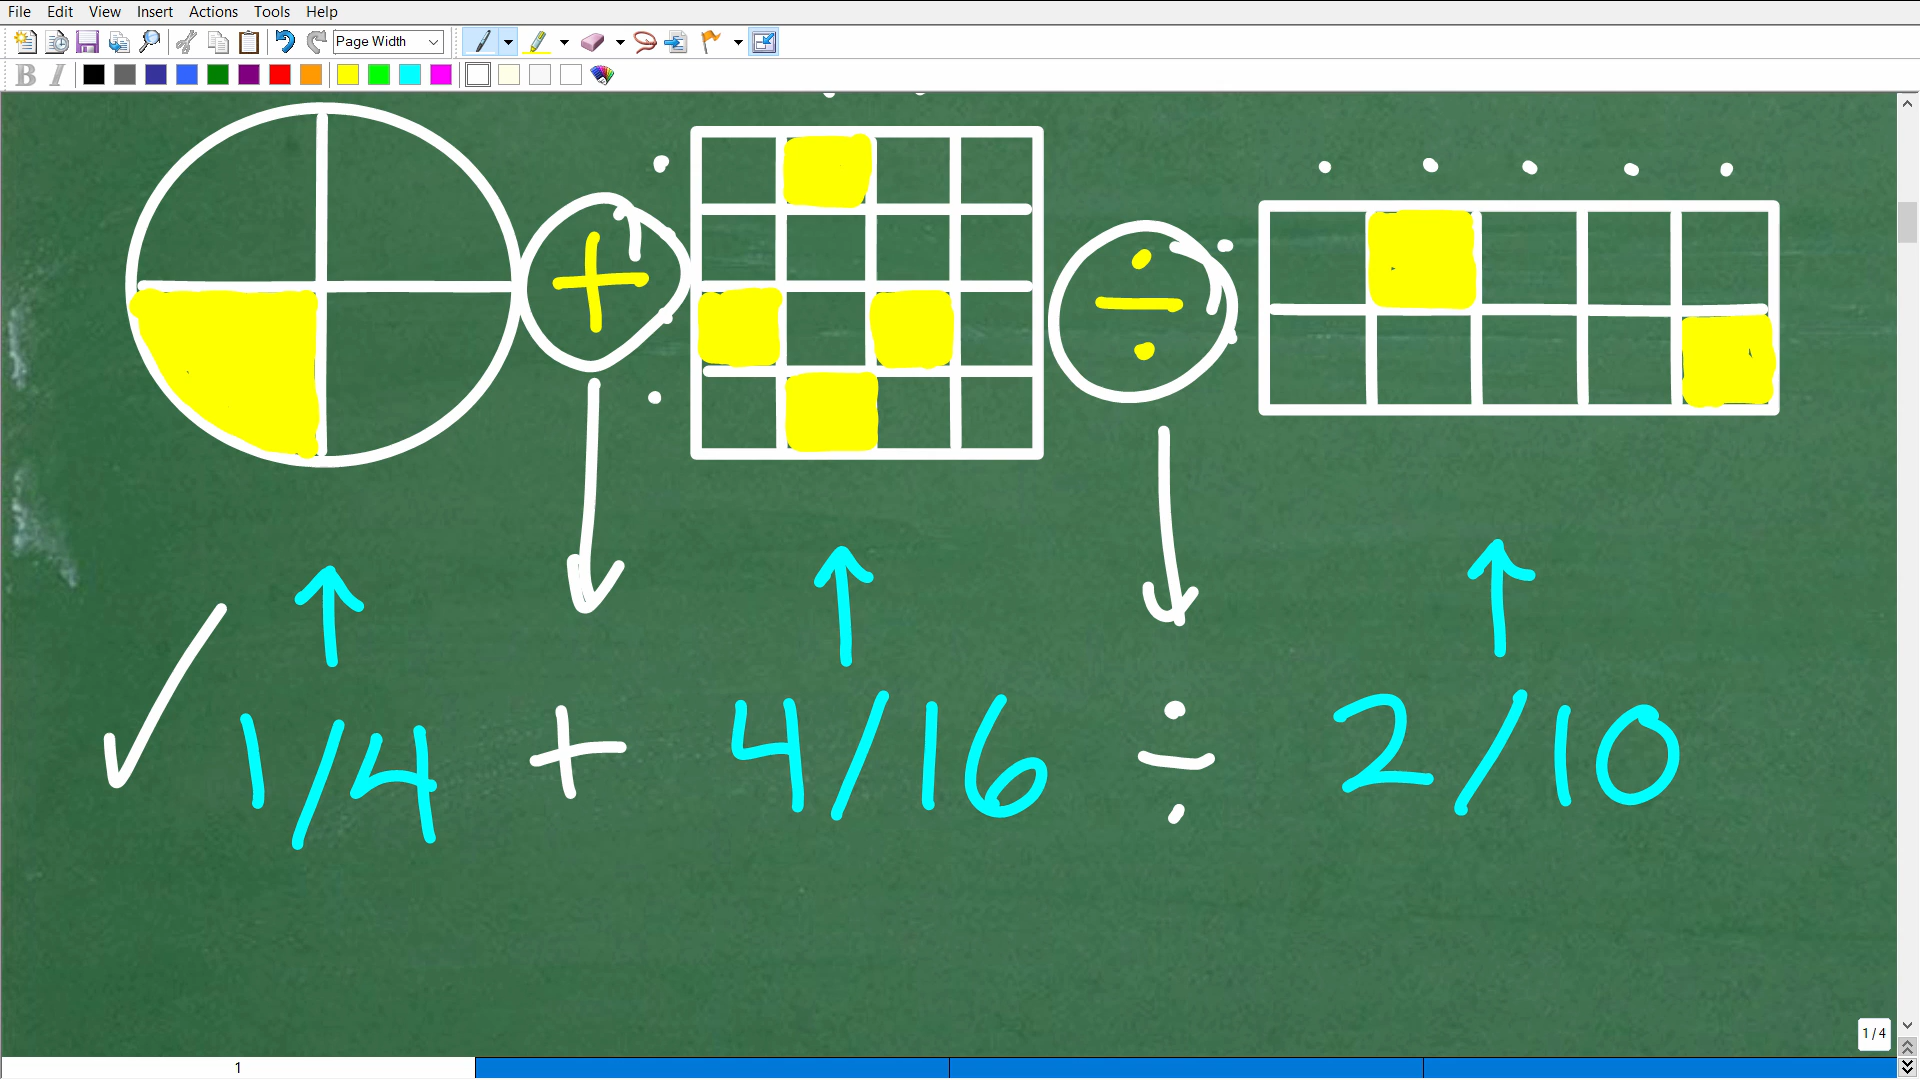 File Edit View Insert Actions Tools Help
Page Width
B I
+ ÷
1/4 + 4/16 ÷ 2/10
1 / 4
1